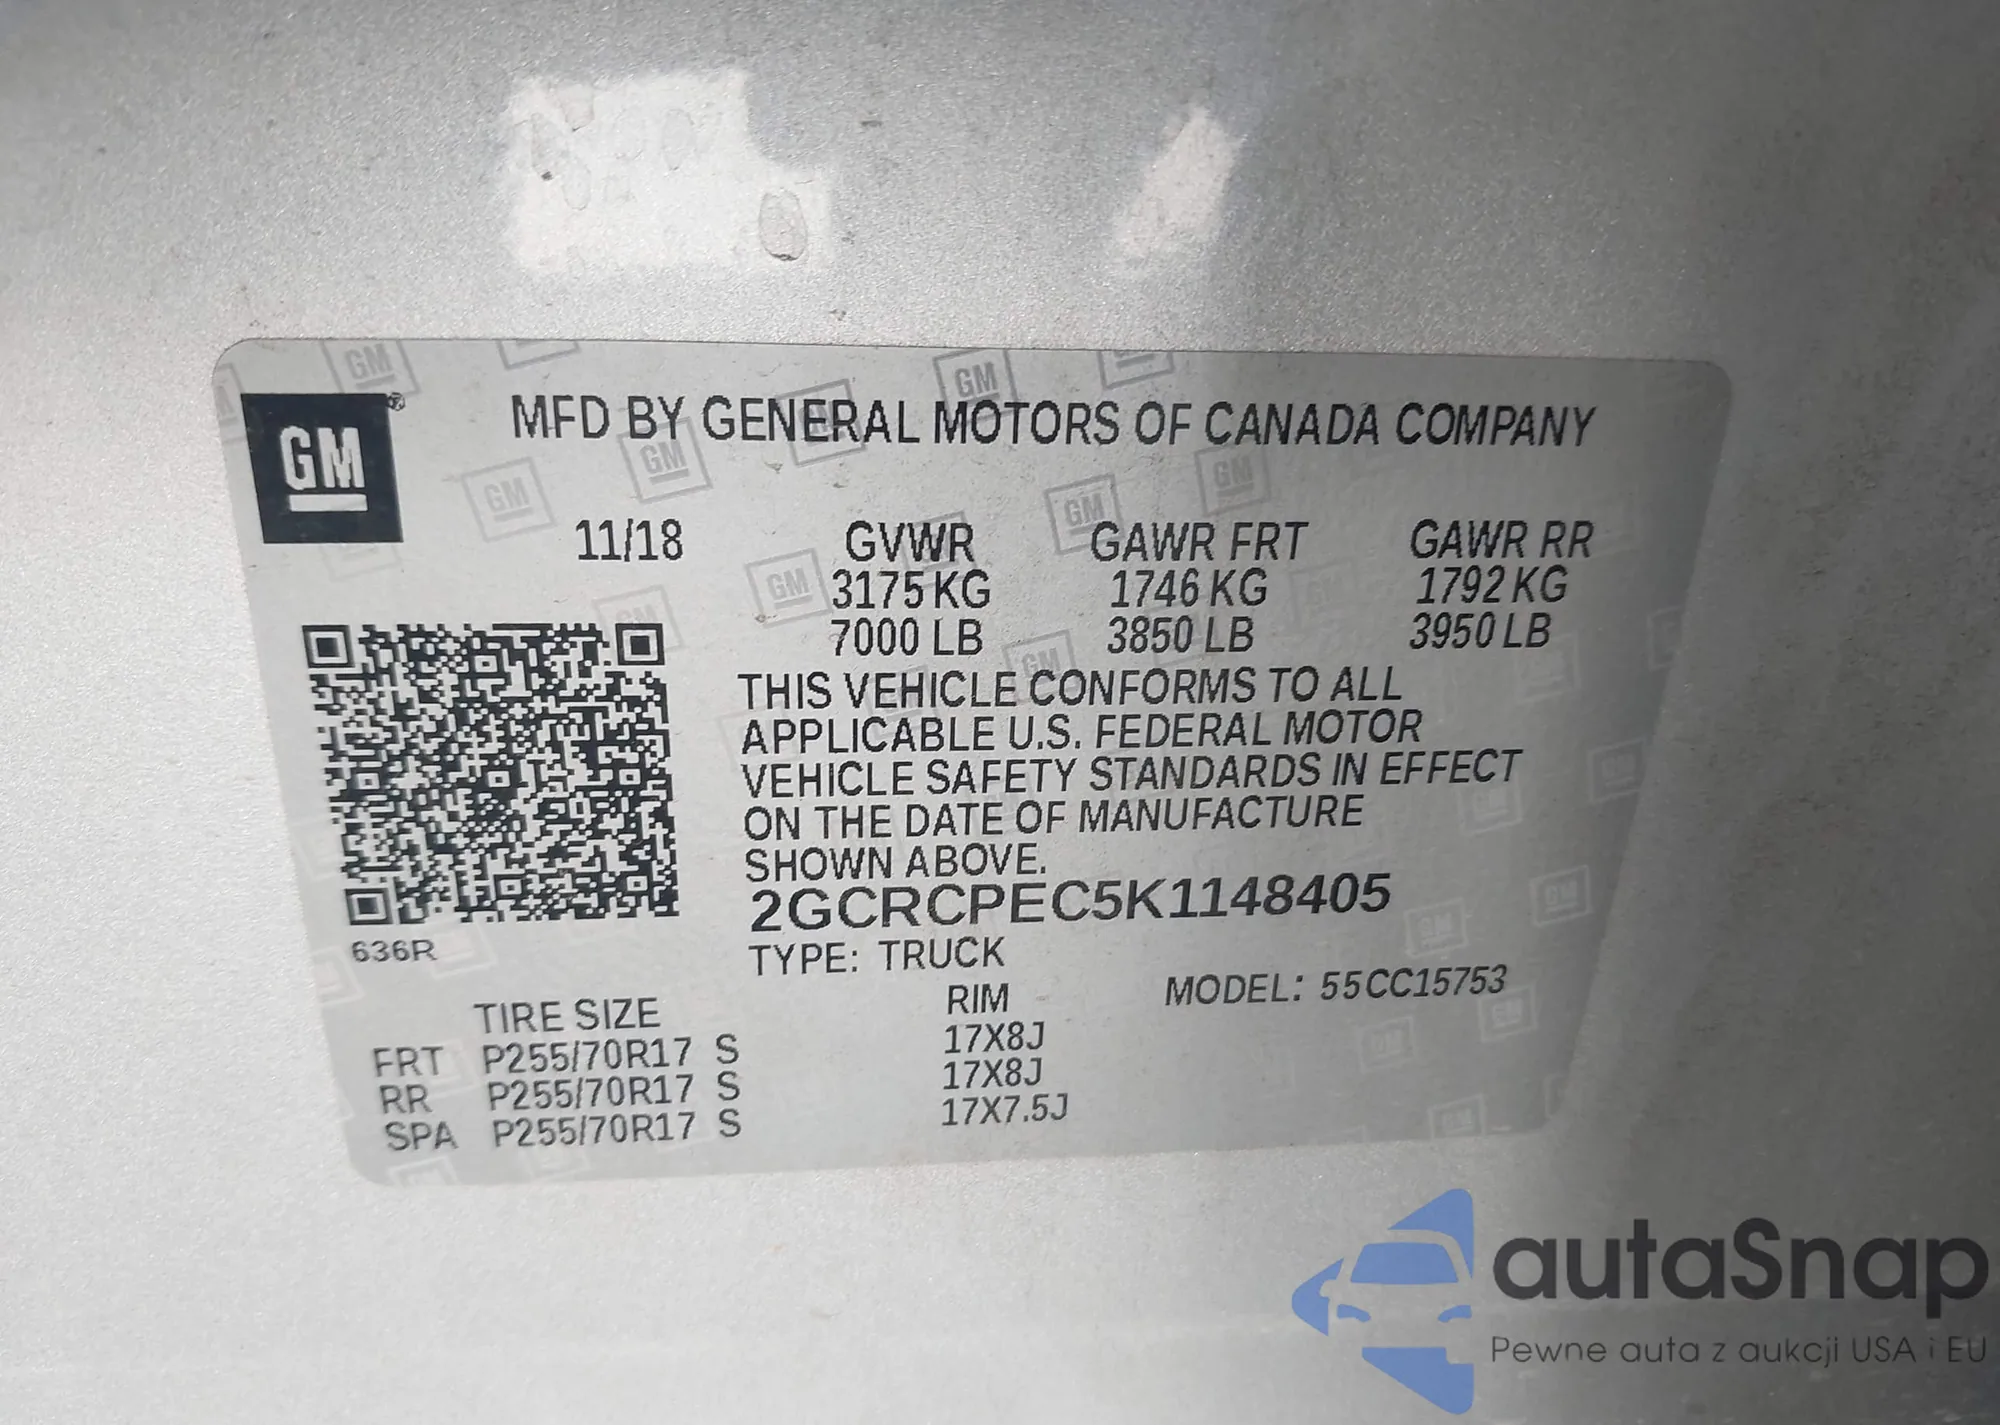 GM ®
MFD BY GENERAL MOTORS OF CANADA COMPANY
11/18 GVWR GAWR FRT GAWR RR
3175 KG 1746 KG 1792 KG
7000 LB 3850 LB 3950 LB
THIS VEHICLE CONFORMS TO ALL
APPLICABLE U.S. FEDERAL MOTOR
VEHICLE SAFETY STANDARDS IN EFFECT
ON THE DATE OF MANUFACTURE
SHOWN ABOVE.
2GCRCPEC5K1148405
636R
TYPE: TRUCK
TIRE SIZE RIM MODEL: 55CC15753
FRT P255/70R17 S 17X8J
RR P255/70R17 S 17X8J
SPA P255/70R17 S 17X7.5J
autaSnap
Pewne auta z aukcji USA i EU